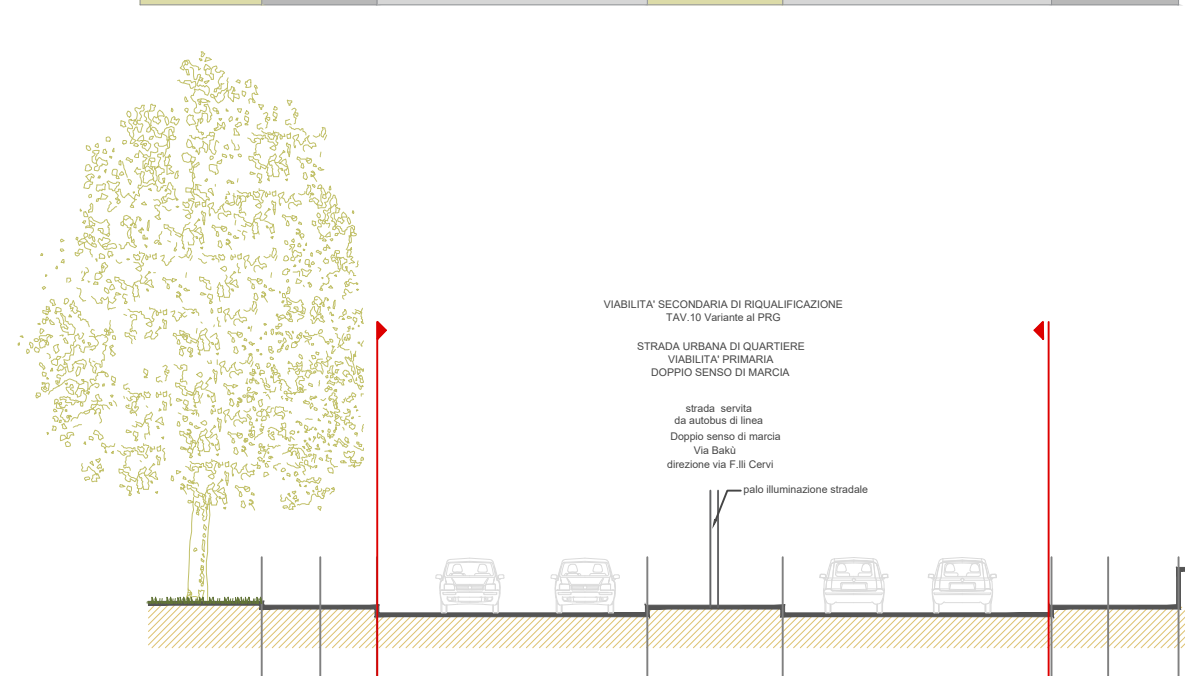 VIABILITA' SECONDARIA DI RIQUALIFICAZIONE
TAV.10 Variante al PRG
STRADA URBANA DI QUARTIERE
VIABILITA' PRIMARIA
DOPPIO SENSO DI MARCIA
strada servita
da autobus di linea
Doppio senso di marcia
Via Bakù
direzione via F.lli Cervi
palo illuminazione stradale